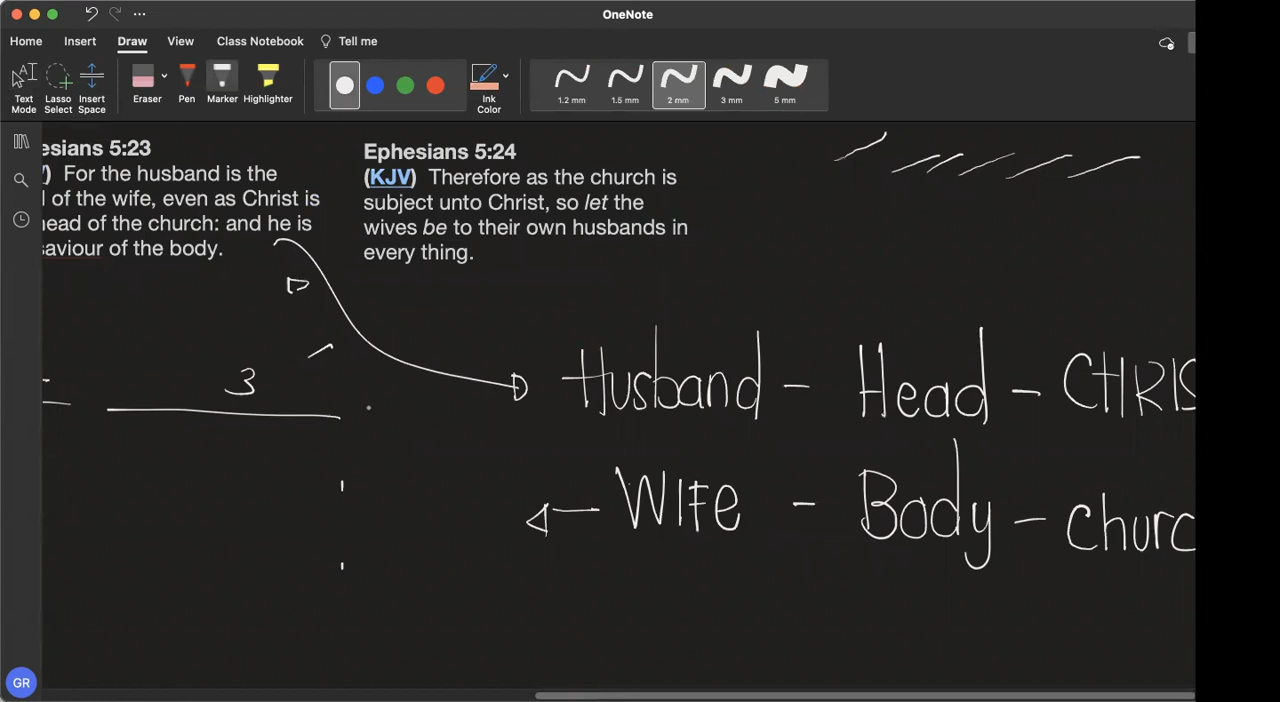 OneNote
Home Insert Draw View Class Notebook Tell me
Text Mode
Lasso Select
Insert Space
Eraser
Pen
Marker
Highlighter
Ink Color
1.2 mm
1.5 mm
2 mm
3 mm
5 mm
esians 5:23
) For the husband is the
of the wife, even as Christ is
head of the church: and he is
saviour of the body.
Ephesians 5:24
(KJV) Therefore as the church is
subject unto Christ, so let the
wives be to their own husbands in
every thing.
3
Husband - Head - CHRIS
Wife - Body - Churc
GR